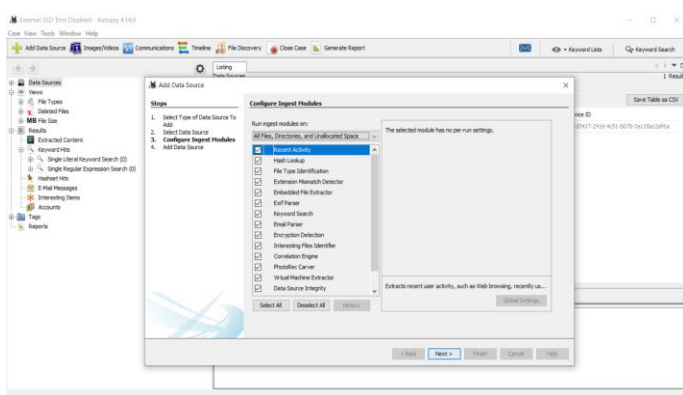 External SSD Trim Disabled - Autopsy 4.14.0
Case View Tools Window Help
Add Data Source Images/Videos Communications Timeline File Discovery Close Case Generate Report Keyword Lists Keyword Search
Listing
Data Sources
1 Result
Save Table as CSV
Data Sources
Views
File Types
Deleted Files
MB File Size
Results
Extracted Content
Keyword Hits
Single Literal Keyword Search (0)
Single Regular Expression Search (0)
Hashset Hits
E-Mail Messages
Interesting Items
Accounts
Tags
Reports
Add Data Source
Steps
1. Select Type of Data Source To Add
2. Select Data Source
3. Configure Ingest Modules
4. Add Data Source
Configure Ingest Modules
Run ingest modules on:
All Files, Directories, and Unallocated Space
Recent Activity
Hash Lookup
File Type Identification
Extension Mismatch Detector
Embedded File Extractor
Exif Parser
Keyword Search
Email Parser
Encryption Detection
Interesting Files Identifier
Correlation Engine
PhotoRec Carver
Virtual Machine Extractor
Data Source Integrity
Select All Deselect All History
The selected module has no per-run settings.
Extracts recent user activity, such as Web browsing, recently us...
Global Settings
< Back Next > Finish Cancel Help